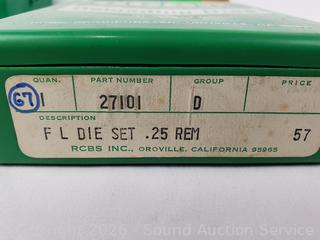 QUAN. PART NUMBER GROUP PRICE
67 1 27101 D
DESCRIPTION
F L DIE SET .25 REM 57
RCBS INC., OROVILLE, CALIFORNIA 95965
© 2026 - Sound Auction Service